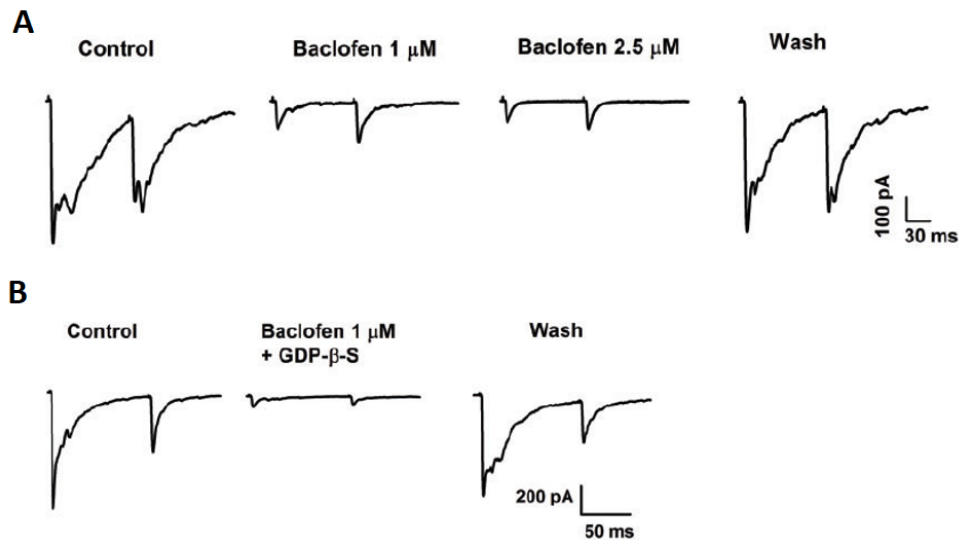 A
Control
Baclofen 1 μM
Baclofen 2.5 μM
Wash
100 pA
30 ms
B
Control
Baclofen 1 μM
+ GDP-β-S
Wash
200 pA
50 ms